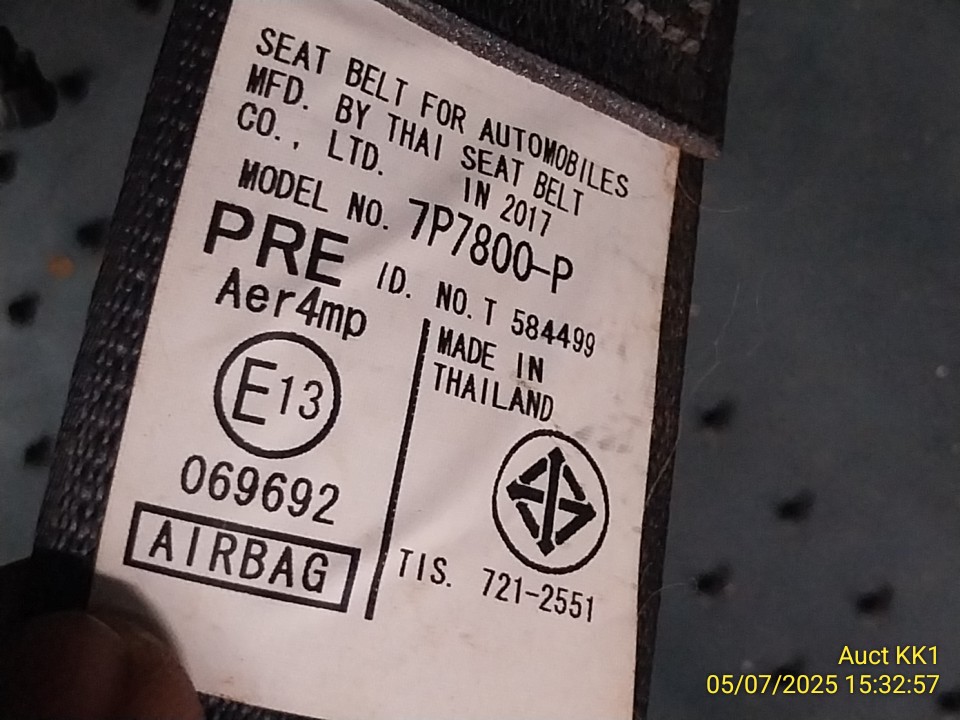 SEAT BELT FOR AUTOMOBILES
MFD. BY THAI SEAT BELT
CO., LTD. IN 2017
MODEL NO. 7P7800-P
PRE ID. NO. T 584499
Aer4mp
MADE IN
THAILAND
E13
069692
AIRBAG
TIS. 721-2551
Auct KK1
05/07/2025 15:32:57